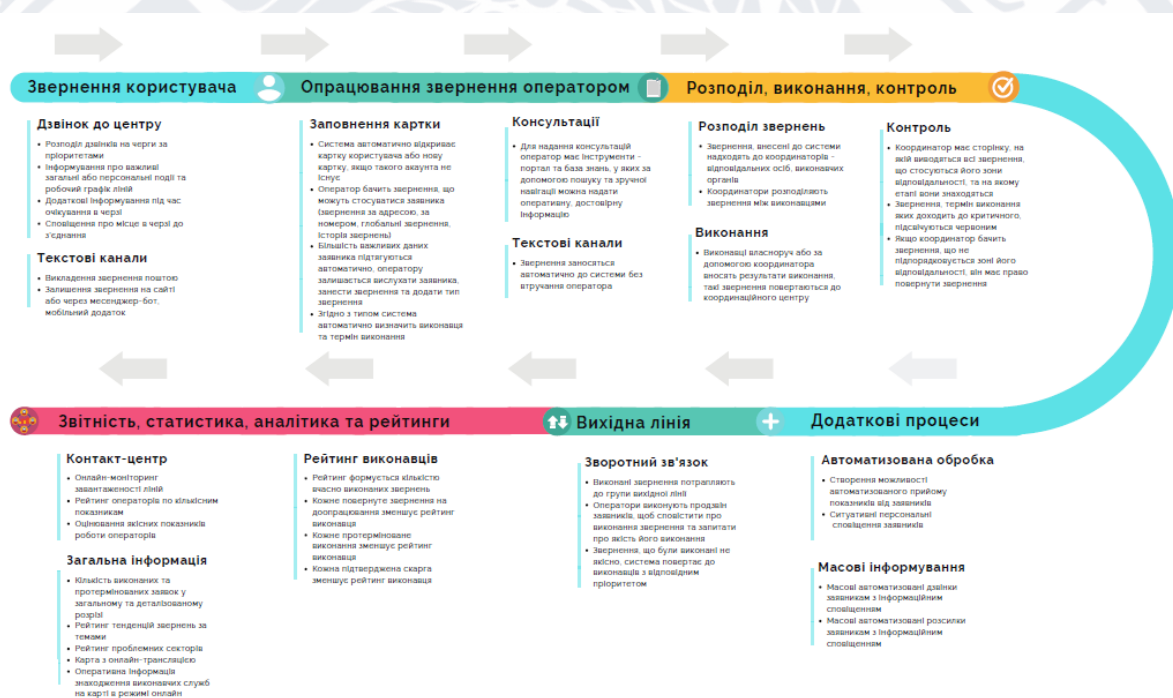 Звернення користувача
Опрацювання звернення оператором
Розподіл, виконання, контроль
Дзвінок до центру
• Розподіл дзвінків на черги за
пріоритетами
• Інформування про важливі
загальні або персональні події та
робочий графік ліній
• Додаткові інформування під час
очікування в черзі
• Сповіщення про місце в черзі до
з'єднання
Текстові канали
• Викладення звернення поштою
• Залишення звернення на сайті
або через месенджер-бот,
мобільний додаток
Заповнення картки
• Система автоматично відкриває
картку користувача або нову
картку, якщо такого акаунта не
існує
• Оператор бачить звернення, що
можуть стосуватися заявника
(звернення за адресою, за
номером, глобальні звернення,
історія звернень)
• Більшість важливих даних
заявника підтягуються
автоматично, оператору
залишається вислухати заявника,
занести звернення та додати тип
звернення
• Згідно з типом система
автоматично визначить виконавця
та термін виконання
Консультації
• Для надання консультацій
оператор має інструменти -
портал та база знань, у яких за
допомогою пошуку та зручної
навігації можна надати
оперативну, достовірну
інформацію
Текстові канали
• Звернення заносяться
автоматично до системи без
втручання оператора
Розподіл звернень
• Звернення, внесені до системи
надходять до координаторів -
відповідальних осіб, виконавчих
органів
• Координатори розподіляють
звернення між виконавцями
Виконання
• Виконавці власноруч або за
допомогою координатора
вносять результати виконання,
такі звернення повертаються до
координаційного центру
Контроль
• Координатор має сторінку, на
якій виводяться всі звернення,
що стосуються його зони
відповідальності, та на якому
етапі вони знаходяться
• Звернення, термін виконання
яких доходить до критичного,
підсвічуються червоним
• Якщо координатор бачить
звернення, що не
підпорядковується зоні його
відповідальності, він має право
повернути звернення
Звітність, статистика, аналітика та рейтинги
Вихідна лінія
Додаткові процеси
Контакт-центр
• Онлайн-моніторинг
завантаженості ліній
• Рейтинг операторів по кількісним
показникам
• Оцінювання якісних показників
роботи операторів
Загальна інформація
• Кількість виконаних та
протермінованих заявок у
загальному та деталізованому
розрізі
• Рейтинг тенденцій звернень за
темами
• Рейтинг проблемних секторів
• Карта з онлайн-трансляцією
• Оперативна інформація
знаходження виконавчих служб
на карті в режимі онлайн
Рейтинг виконавців
• Рейтинг формується кількістю
вчасно виконаних звернень
• Кожне повернуте звернення на
доопрацювання зменшує рейтинг
виконавця
• Кожне протерміноване
виконання зменшує рейтинг
виконавця
• Кожна підтверджена скарга
зменшує рейтинг виконавця
Зворотний зв'язок
• Виконані звернення потрапляють
до групи вихідної лінії
• Оператори виконують продзвін
заявників, щоб сповістити про
виконання звернення та запитати
про якість його виконання
• Звернення, що були виконані не
якісно, система повертає до
виконавців з відповідним
пріоритетом
Автоматизована обробка
• Створення можливості
автоматизованого прийому
показників від заявників
• Ситуативні персональні
сповіщення заявників
Масові інформування
• Масові автоматизовані дзвінки
заявникам з інформаційним
сповіщенням
• Масові автоматизовані розсилки
заявникам з інформаційним
сповіщенням